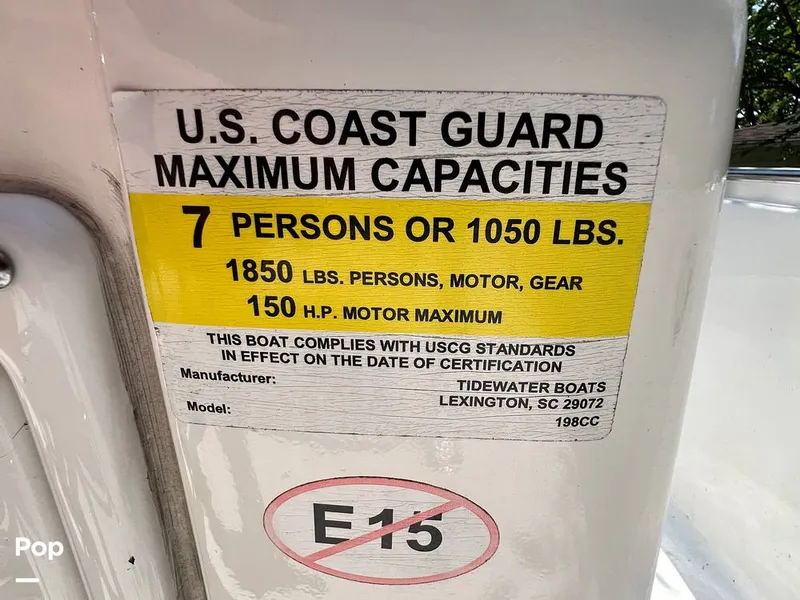 U.S. COAST GUARD
MAXIMUM CAPACITIES
7 PERSONS OR 1050 LBS.
1850 LBS. PERSONS, MOTOR, GEAR
150 H.P. MOTOR MAXIMUM
THIS BOAT COMPLIES WITH USCG STANDARDS
IN EFFECT ON THE DATE OF CERTIFICATION
Manufacturer: TIDEWATER BOATS
LEXINGTON, SC 29072
Model: 198CC
E15
Pop